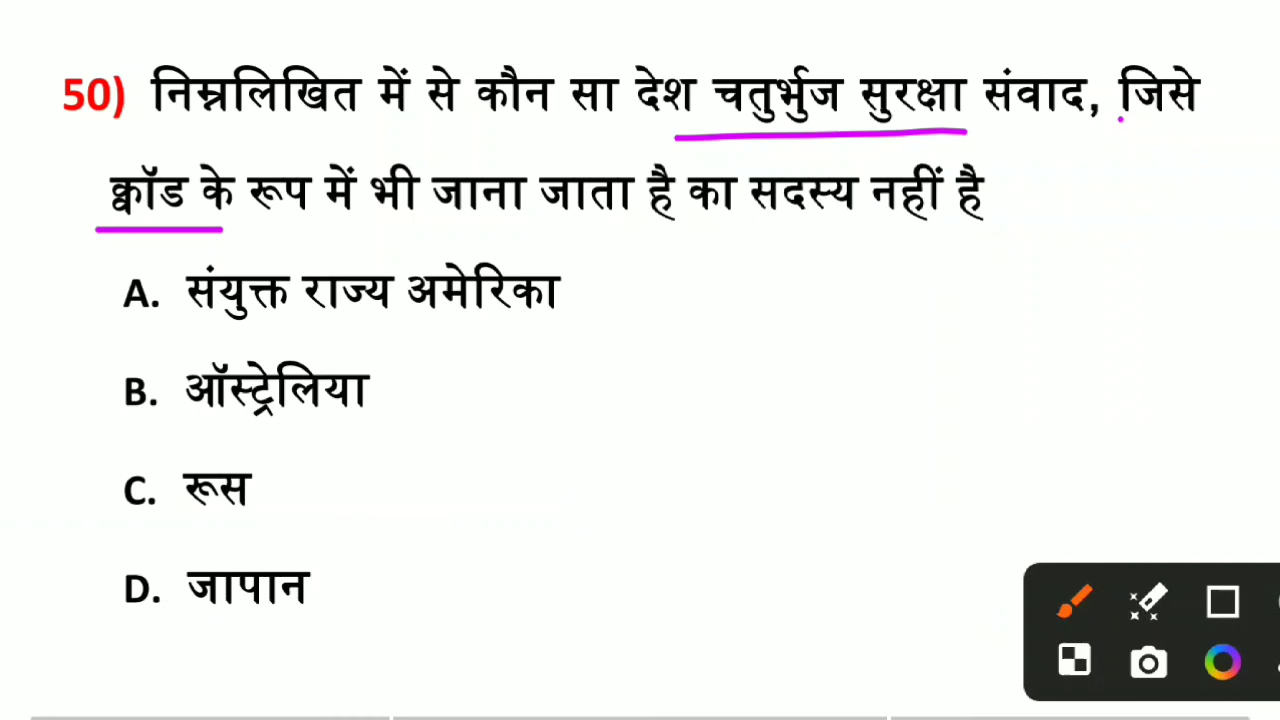 50) निम्नलिखित में से कौन सा देश चतुर्भुज सुरक्षा संवाद, जिसे
क्वॉड के रूप में भी जाना जाता है का सदस्य नहीं है
A. संयुक्त राज्य अमेरिका
B. ऑस्ट्रेलिया
C. रूस
D. जापान